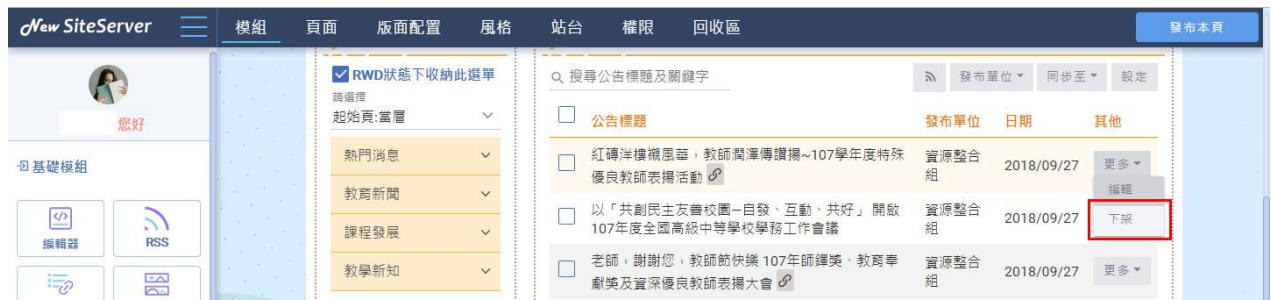 New SiteServer
模組 頁面 版面配置 風格 站台 權限 回收區
發布本頁
您好
基礎模組
編輯器 RSS
RWD狀態下收納此選單
請選擇
起始頁:當層
熱門消息
教育新聞
課程發展
教學新知
搜尋公告標題及關鍵字
發布單位 同步至 設定
公告標題 發布單位 日期 其他
紅磚洋樓襯風華，教師潤澤傳讚揚~107學年度特殊
優良教師表揚活動
資源整合
組
2018/09/27
更多
編輯
下架
以「共創民主友善校園—自發、互動、共好」 開啟
107年度全國高級中等學校學務工作會議
資源整合
組
2018/09/27
老師，謝謝您，教師節快樂 107年師鐸獎、教育奉
獻獎及資深優良教師表揚大會
資源整合
組
2018/09/27
更多